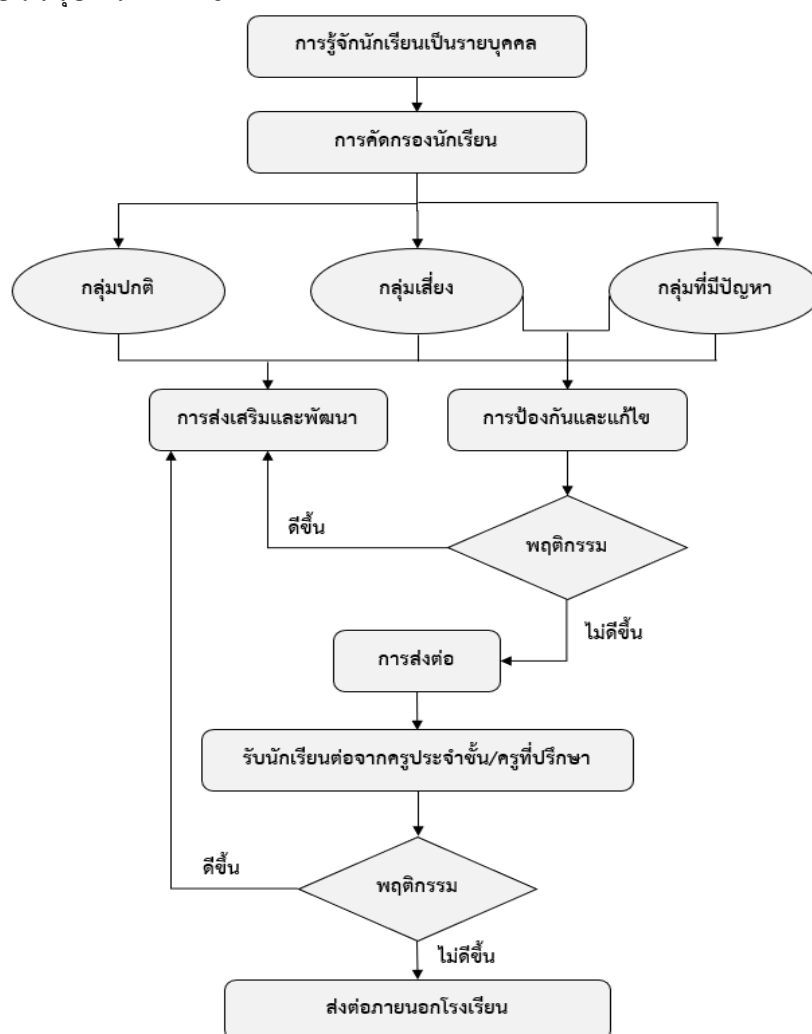 การรู้จักนักเรียนเป็นรายบุคคล
การคัดกรองนักเรียน
กลุ่มปกติ
กลุ่มเสี่ยง
กลุ่มที่มีปัญหา
การส่งเสริมและพัฒนา
การป้องกันและแก้ไข
ดีขึ้น
พฤติกรรม
ไม่ดีขึ้น
การส่งต่อ
รับนักเรียนต่อจากครูประจำชั้น/ครูที่ปรึกษา
ดีขึ้น
พฤติกรรม
ไม่ดีขึ้น
ส่งต่อภายนอกโรงเรียน